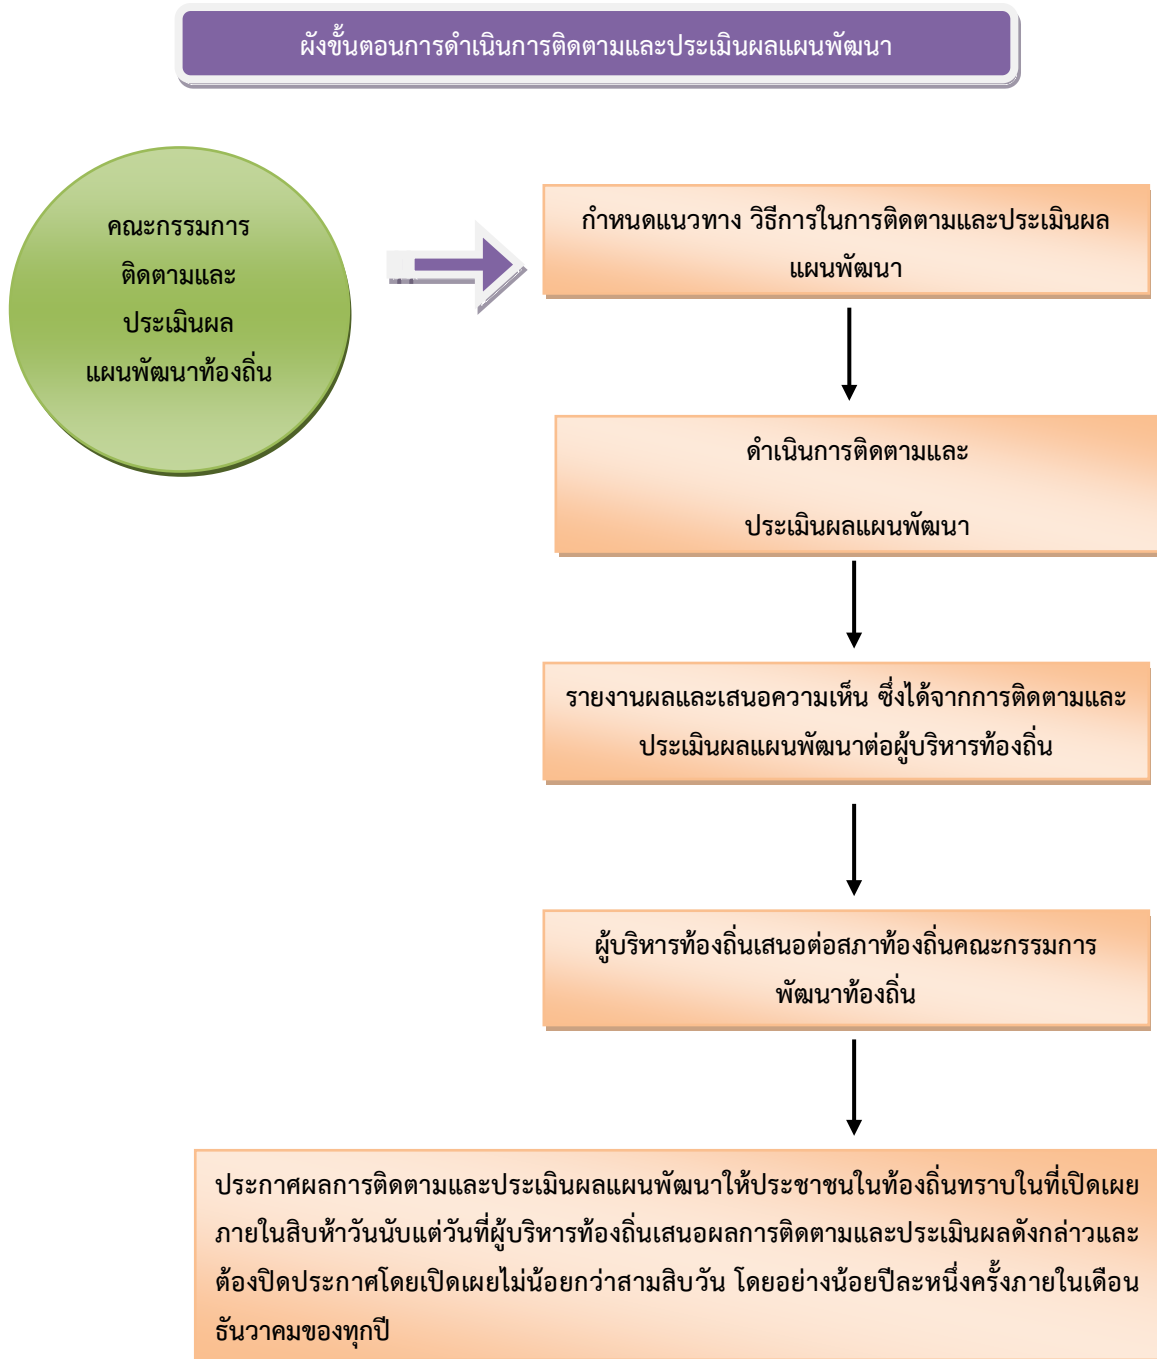 ผังขั้นตอนการดำเนินการติดตามและประเมินผลแผนพัฒนา
คณะกรรมการ
ติดตามและ
ประเมินผล
แผนพัฒนาท้องถิ่น
กำหนดแนวทาง วิธีการในการติดตามและประเมินผล
แผนพัฒนา
ดำเนินการติดตามและ
ประเมินผลแผนพัฒนา
รายงานผลและเสนอความเห็น ซึ่งได้จากการติดตามและ
ประเมินผลแผนพัฒนาต่อผู้บริหารท้องถิ่น
ผู้บริหารท้องถิ่นเสนอต่อสภาท้องถิ่นคณะกรรมการ
พัฒนาท้องถิ่น
ประกาศผลการติดตามและประเมินผลแผนพัฒนาให้ประชาชนในท้องถิ่นทราบในที่เปิดเผย
ภายในสิบห้าวันนับแต่วันที่ผู้บริหารท้องถิ่นเสนอผลการติดตามและประเมินผลดังกล่าวและ
ต้องปิดประกาศโดยเปิดเผยไม่น้อยกว่าสามสิบวัน โดยอย่างน้อยปีละหนึ่งครั้งภายในเดือน
ธันวาคมของทุกปี